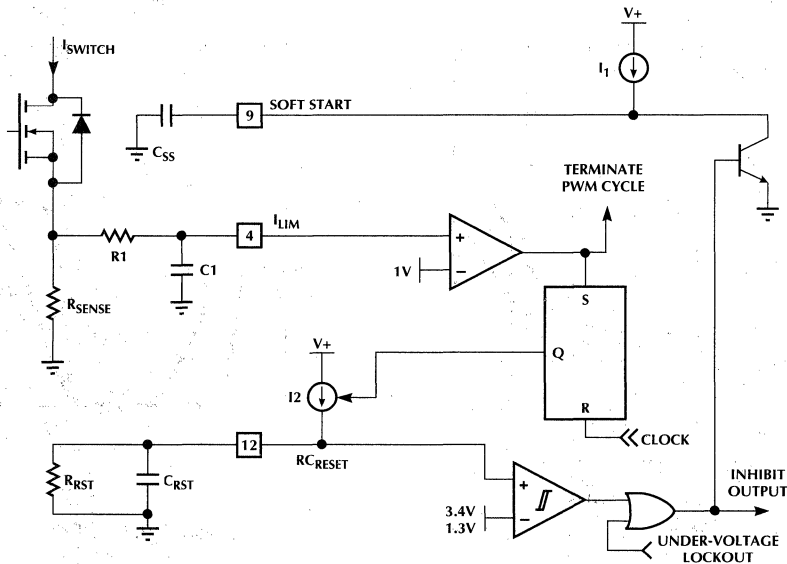 V+
I_SWITCH
I1
9
SOFT START
C_SS
TERMINATE
PWM CYCLE
4
I_LIM
R1
C1
+
1V
−
R_SENSE
S
V+
Q
I2
R
CLOCK
12
RC_RESET
R_RST
C_RST
+
INHIBIT
OUTPUT
3.4V
1.3V
−
UNDER-VOLTAGE
LOCKOUT